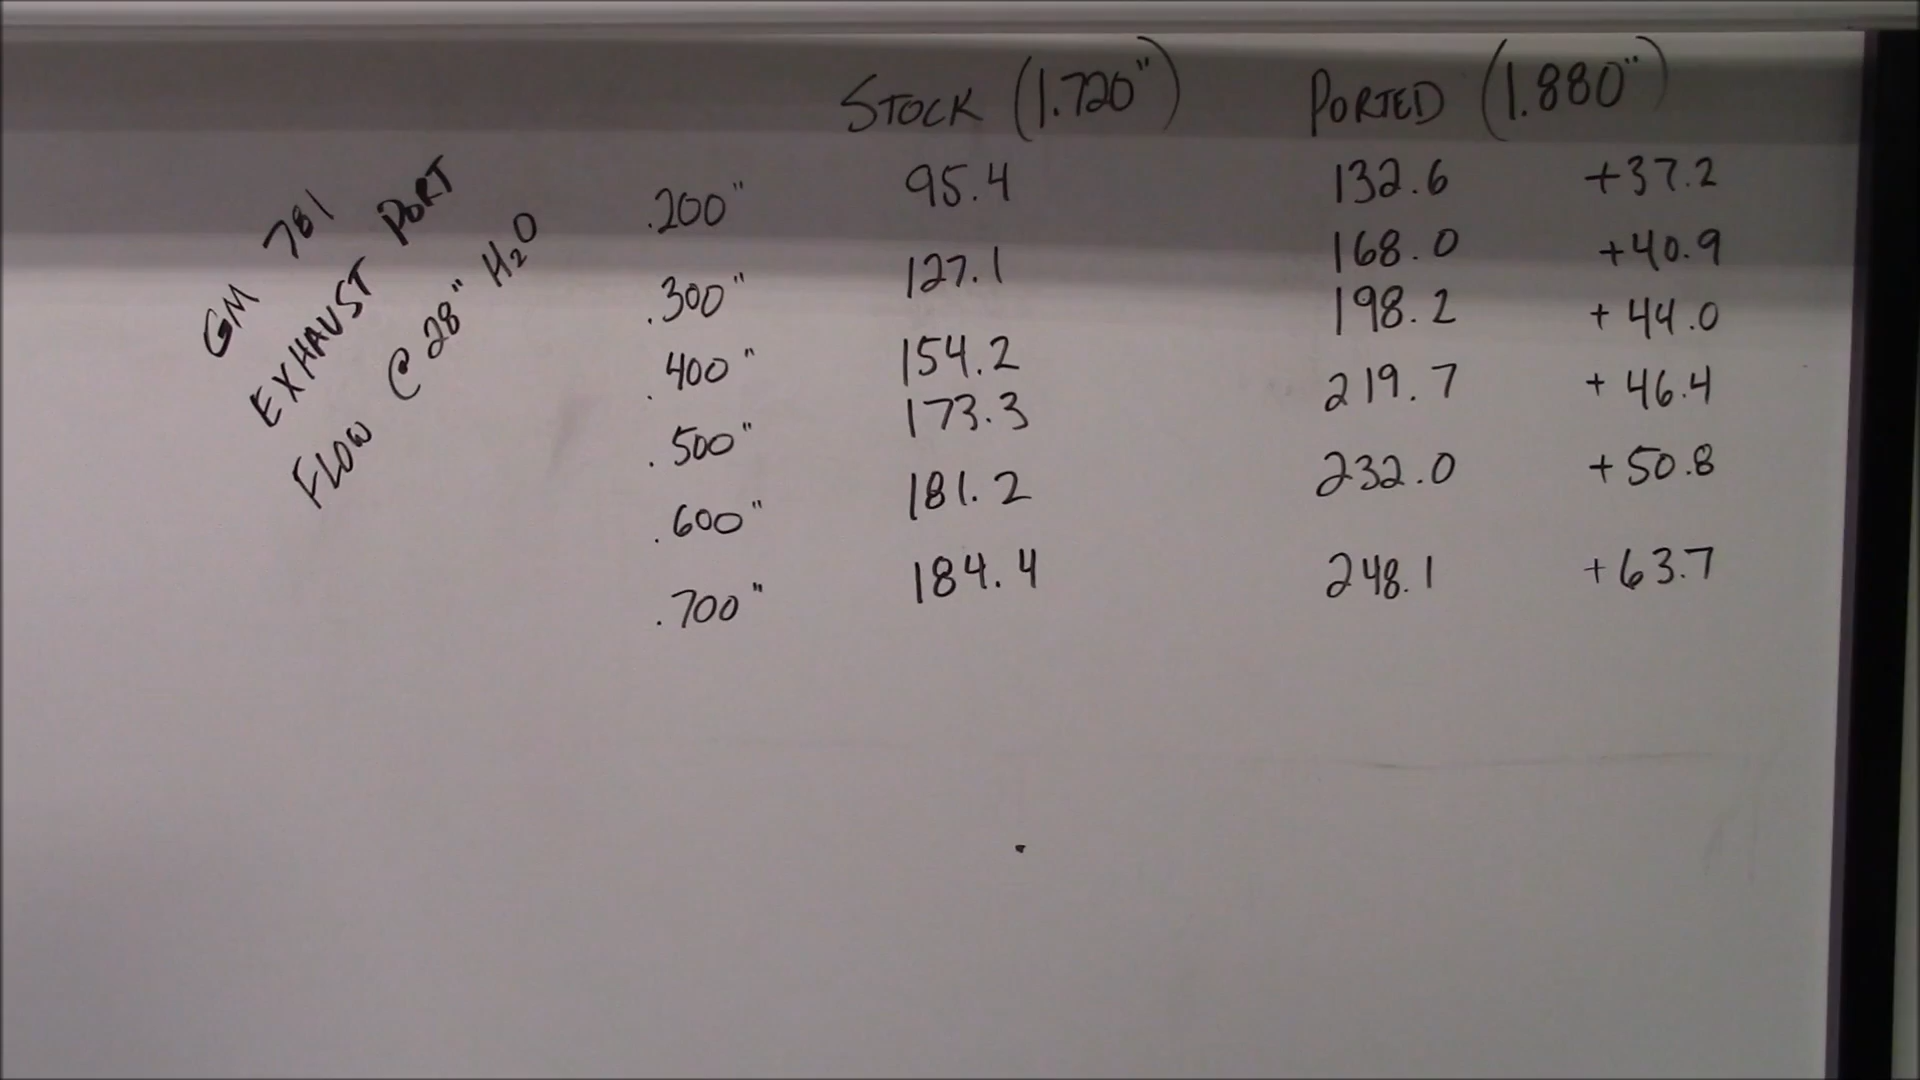 GM 781
EXHAUST PORT
FLOW @ 28" H₂O
STOCK (1.720") PORTED (1.880")
.200" 95.4 132.6 +37.2
.300" 127.1 168.0 +40.9
.400" 154.2 198.2 +44.0
.500" 173.3 219.7 +46.4
.600" 181.2 232.0 +50.8
.700" 184.4 248.1 +63.7